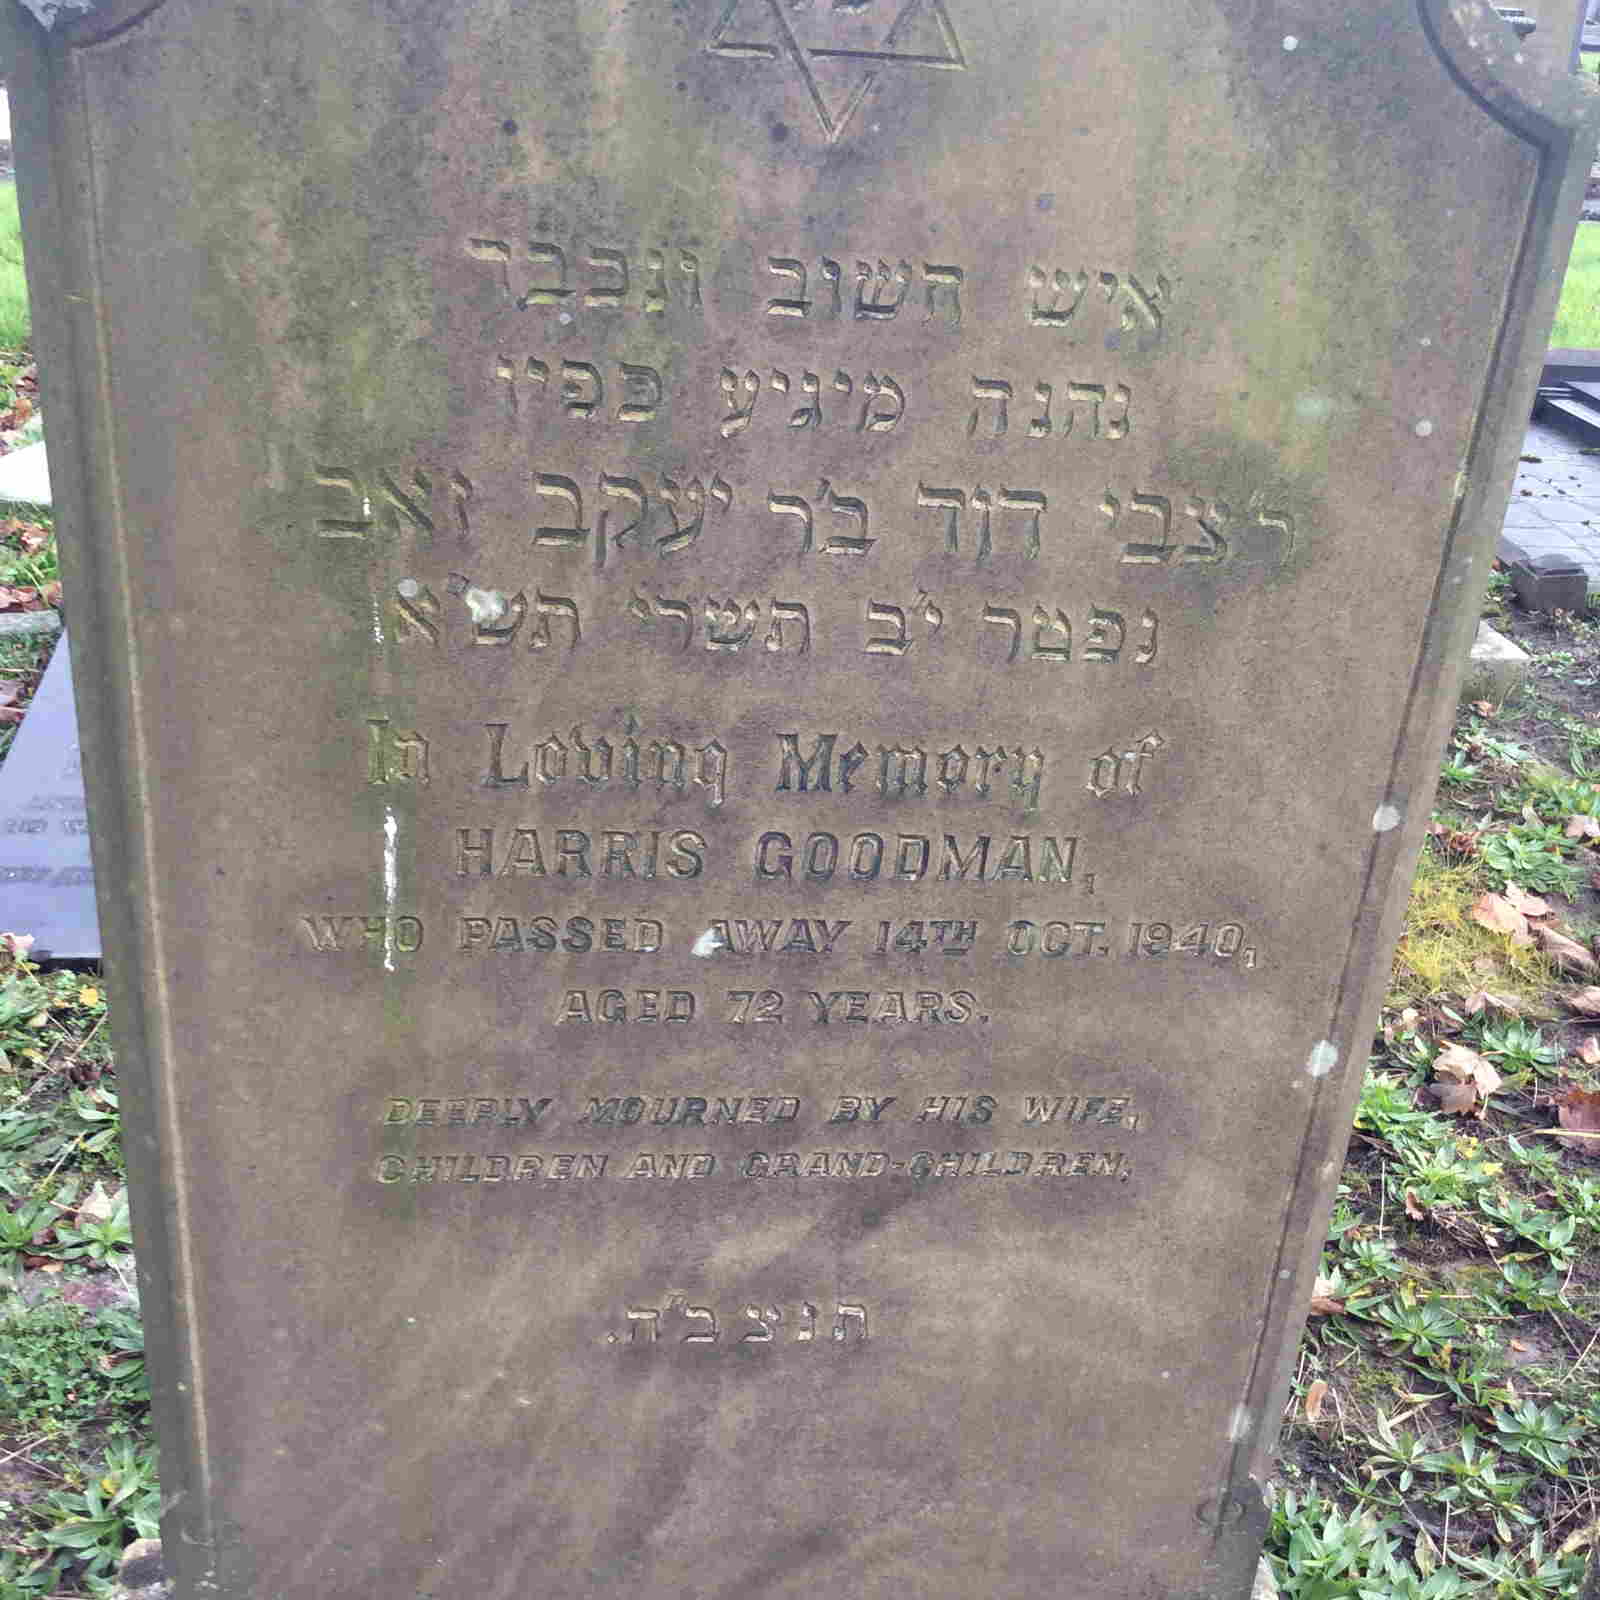 איש חשוב ונכבד
נהנה מיגיע כפיו
ר' צבי דוד ב'ר יעקב זאב
נפטר י'ב תשרי תש"א
In Loving Memory of
HARRIS GOODMAN,
WHO PASSED AWAY 14TH OCT. 1940,
AGED 72 YEARS.
DEEPLY MOURNED BY HIS WIFE,
CHILDREN AND GRAND-CHILDREN.
ת נ צ ב"ה.